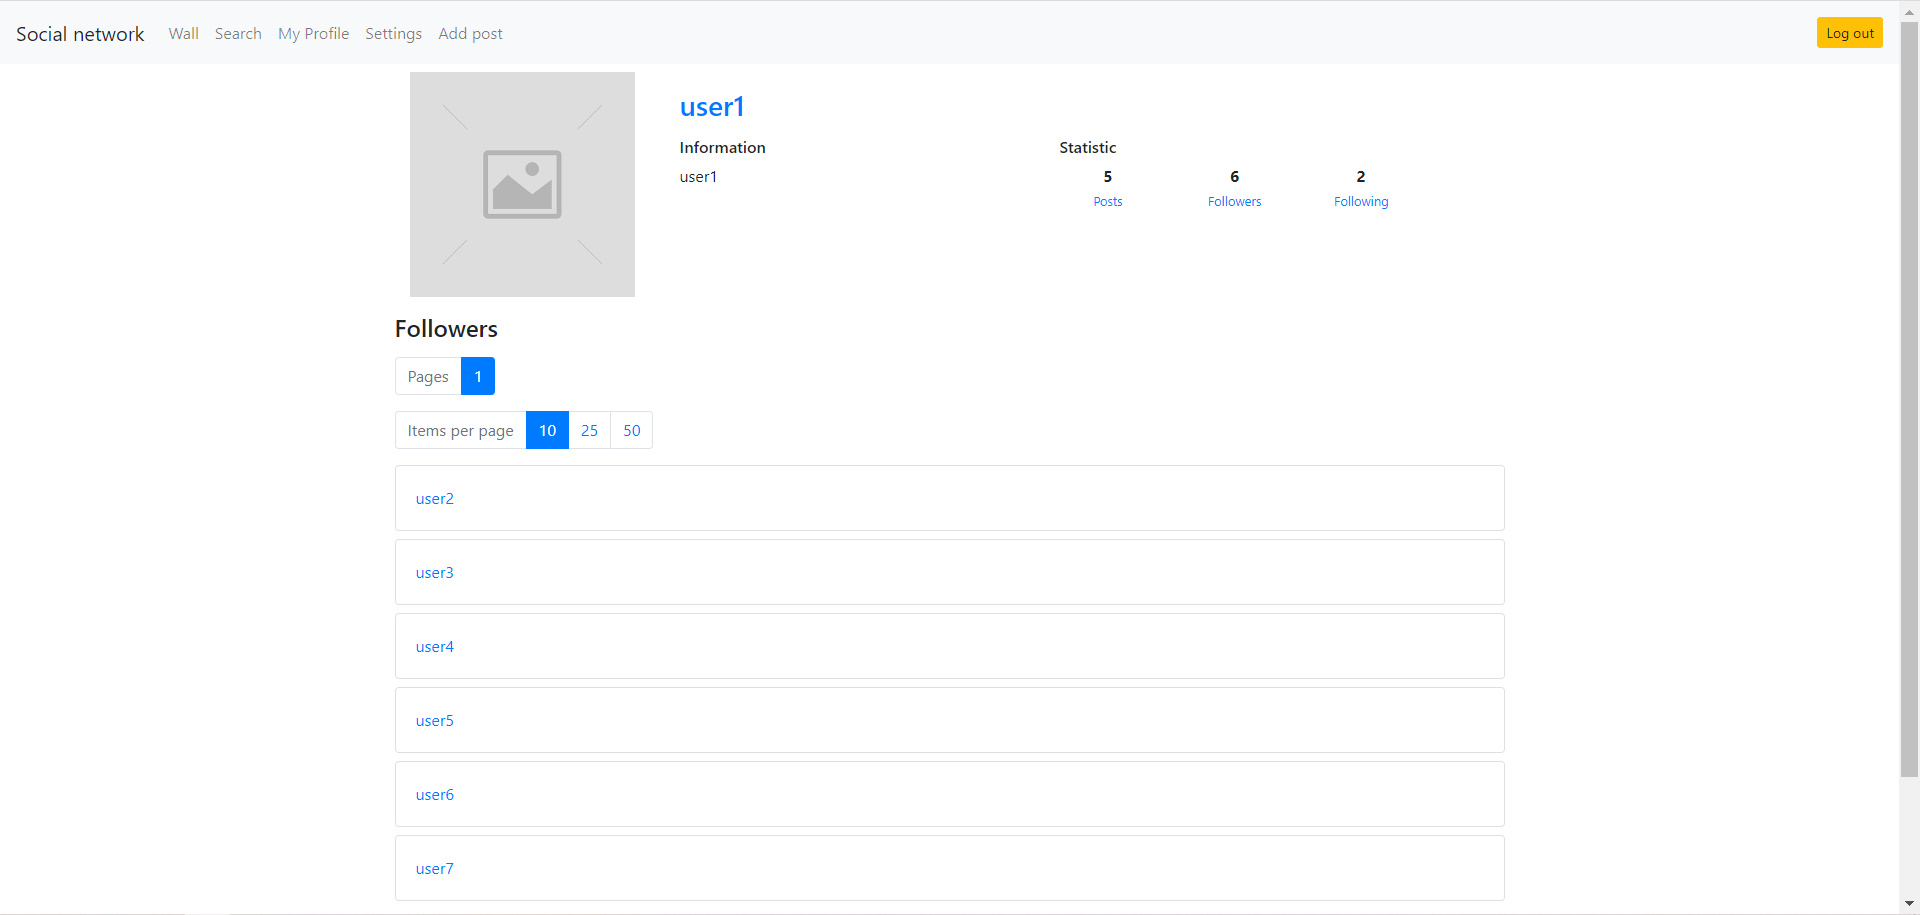 Social network Wall Search My Profile Settings Add post Log out
user1
Information Statistic
user1 5 6 2
Posts Followers Following
Followers
Pages 1
Items per page 10 25 50
user2
user3
user4
user5
user6
user7